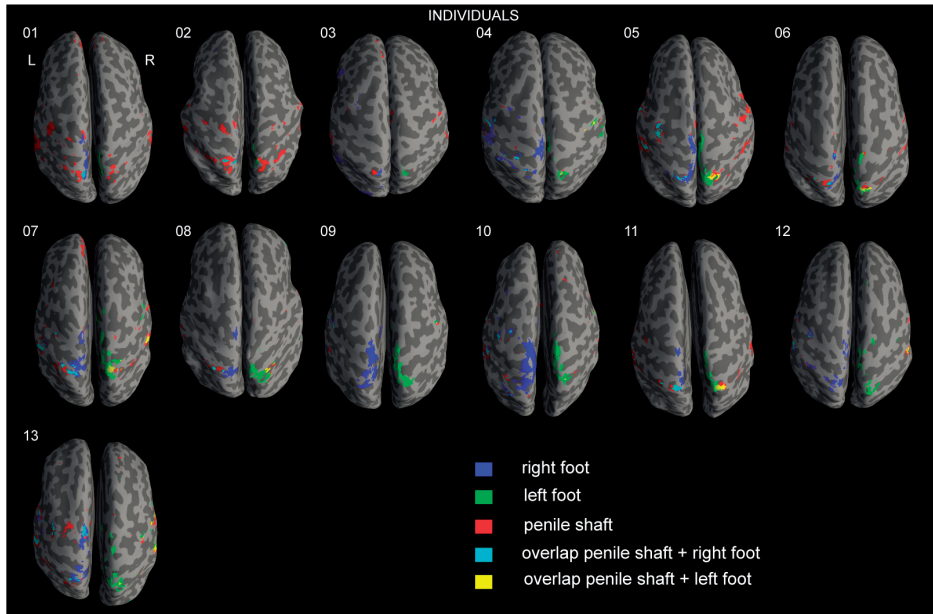 INDIVIDUALS
01 02 03 04 05 06
L R
07 08 09 10 11 12
13
right foot
left foot
penile shaft
overlap penile shaft + right foot
overlap penile shaft + left foot